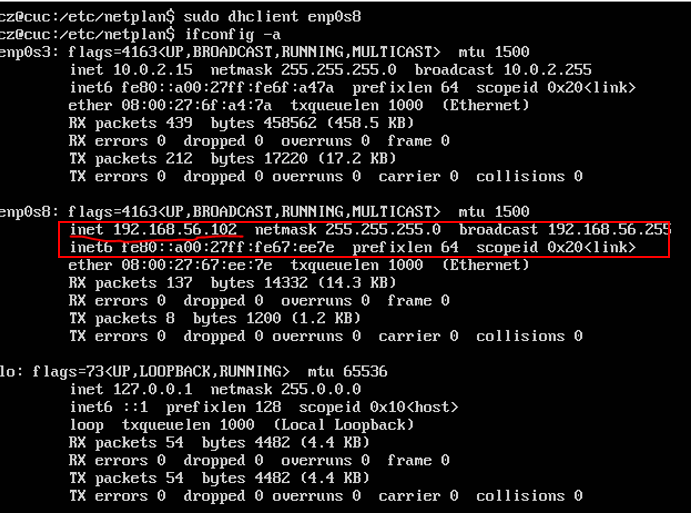 cz@cuc:/etc/netplan$ sudo dhclient enp0s8
cz@cuc:/etc/netplan$ ifconfig -a
enp0s3: flags=4163<UP,BROADCAST,RUNNING,MULTICAST>  mtu 1500
inet 10.0.2.15  netmask 255.255.255.0  broadcast 10.0.2.255
inet6 fe80::a00:27ff:fe6f:a47a  prefixlen 64  scopeid 0x20<link>
ether 08:00:27:6f:a4:7a  txqueuelen 1000  (Ethernet)
RX packets 439  bytes 458562 (458.5 KB)
RX errors 0  dropped 0  overruns 0  frame 0
TX packets 212  bytes 17220 (17.2 KB)
TX errors 0  dropped 0 overruns 0  carrier 0  collisions 0
enp0s8: flags=4163<UP,BROADCAST,RUNNING,MULTICAST>  mtu 1500
inet 192.168.56.102  netmask 255.255.255.0  broadcast 192.168.56.255
inet6 fe80::a00:27ff:fe67:ee7e  prefixlen 64  scopeid 0x20<link>
ether 08:00:27:67:ee:7e  txqueuelen 1000  (Ethernet)
RX packets 137  bytes 14332 (14.3 KB)
RX errors 0  dropped 0  overruns 0  frame 0
TX packets 8  bytes 1200 (1.2 KB)
TX errors 0  dropped 0 overruns 0  carrier 0  collisions 0
lo: flags=73<UP,LOOPBACK,RUNNING>  mtu 65536
inet 127.0.0.1  netmask 255.0.0.0
inet6 ::1  prefixlen 128  scopeid 0x10<host>
loop  txqueuelen 1000  (Local Loopback)
RX packets 54  bytes 4482 (4.4 KB)
RX errors 0  dropped 0  overruns 0  frame 0
TX packets 54  bytes 4482 (4.4 KB)
TX errors 0  dropped 0 overruns 0  carrier 0  collisions 0